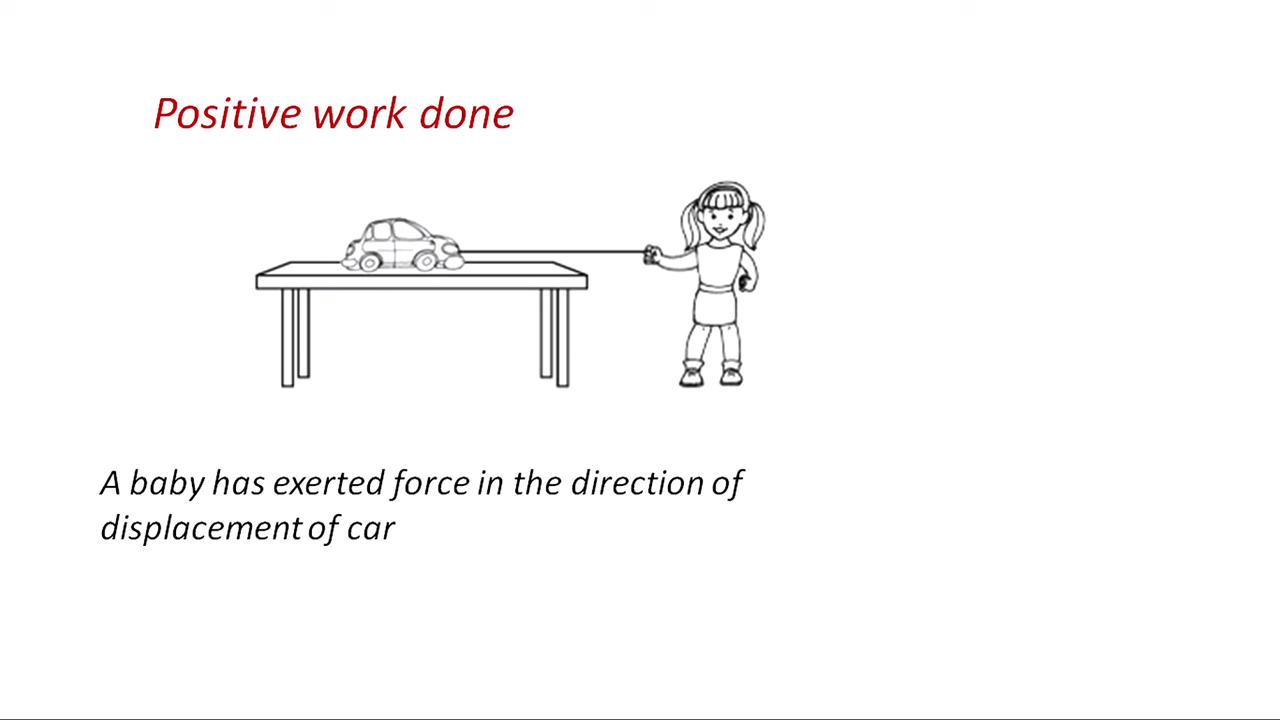 Positive work done
A baby has exerted force in the direction of
displacement of car